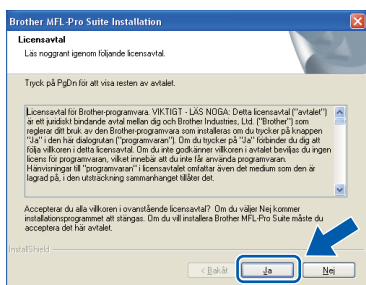 Brother MFL-Pro Suite Installation
Licensavtal
Läs noggrant igenom följande licensavtal.
Tryck på PgDn för att visa resten av avtalet.
Licensavtal för Brother-programvara. VIKTIGT - LÄS NOGA: Detta licensavtal ("avtalet")
är ett juridiskt bindande avtal mellan dig och Brother Industries, Ltd. ("Brother") som
reglerar ditt bruk av den Brother-programvara som installeras om du trycker på knappen
"Ja" i den här dialogrutan ("programvaran"). Om du trycker på "Ja" förbinder du dig att
följa villkoren i detta licensavtal. Om du inte godkänner villkoren i avtalet beviljas du ingen
licens för programvaran, vilket innebär att du inte får använda programvaran.
Hänvisningar till "programvaran" i licensavtalet omfattar även det medium som den är
lagrad på, i den utsträckning sammanhanget tillåter det.
Accepterar du alla villkoren i ovanstående licensavtal? Om du väljer Nej kommer
installationsprogrammet att stängas. Om du vill installera Brother MFL-Pro Suite måste du
acceptera det här avtalet.
InstallShield
< Bakåt
Ja
Nej